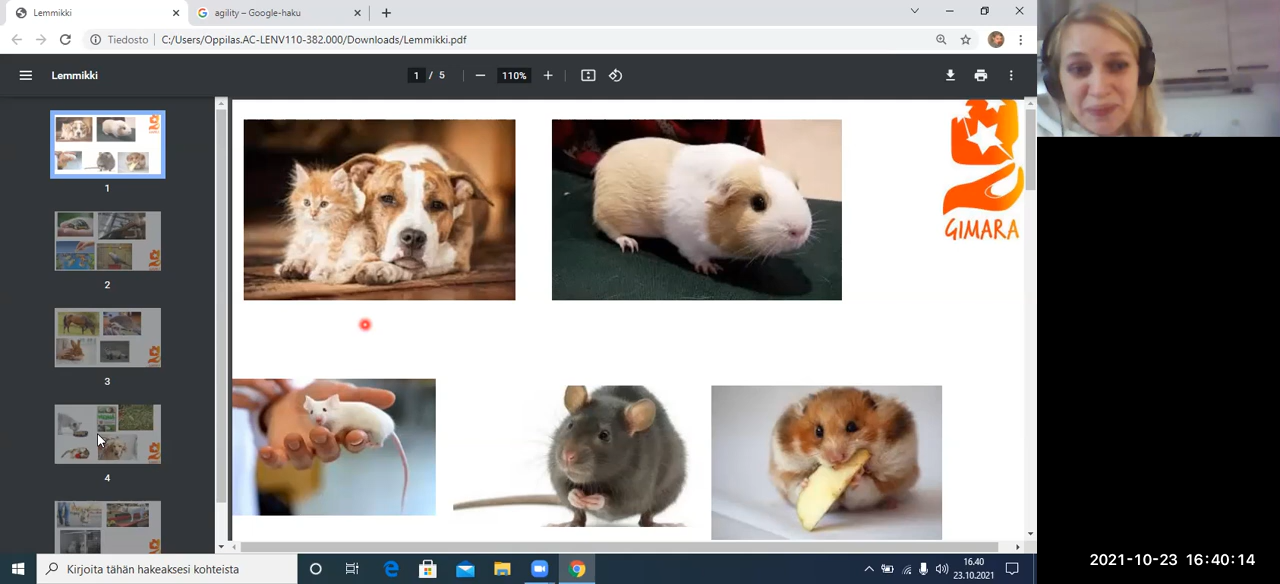 Lemmikki
agility – Google-haku
Tiedosto
C:/Users/Oppilas.AC-LENV110-382.000/Downloads/Lemmikki.pdf
Lemmikki
1 / 5
110%
1
2
3
4
GIMARA
Kirjoita tähän hakeaksesi kohteista
16.40
23.10.2021
2021-10-23 16:40:14